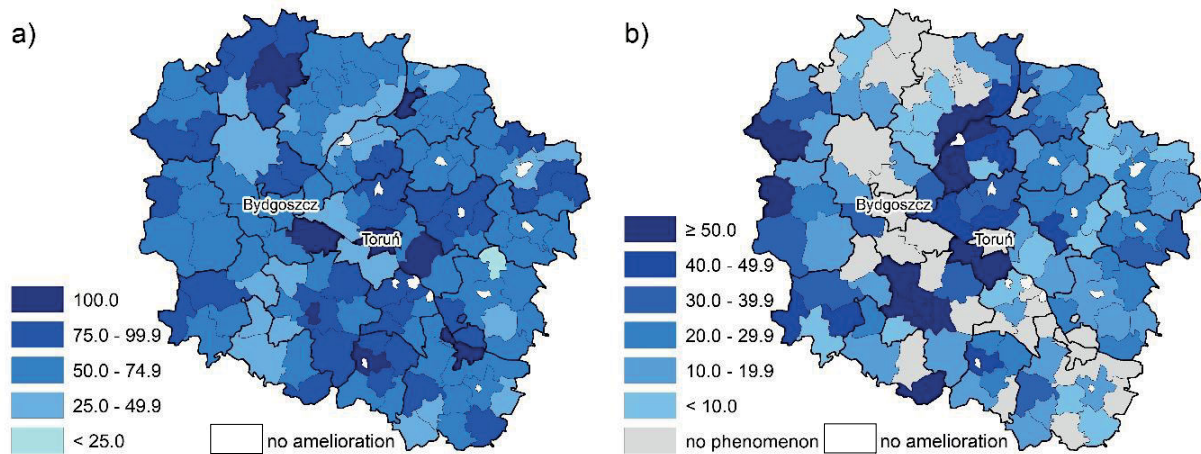 a)
Bydgoszcz
Toruń
100.0
75.0 - 99.9
50.0 - 74.9
25.0 - 49.9
< 25.0
no amelioration
b)
Bydgoszcz
Toruń
≥ 50.0
40.0 - 49.9
30.0 - 39.9
20.0 - 29.9
10.0 - 19.9
< 10.0
no phenomenon
no amelioration